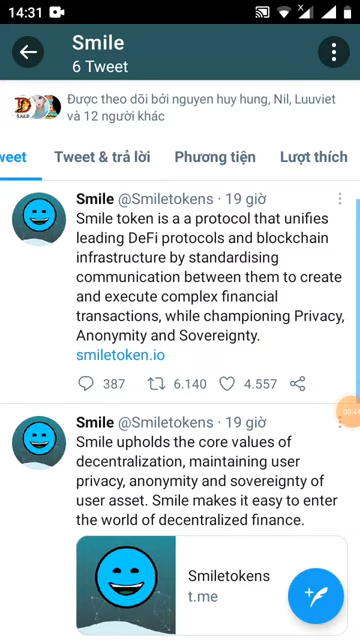 14:31
Smile
6 Tweet
Được theo dõi bởi nguyen huy hung, Nil, Luuviet
và 12 người khác
weet Tweet & trả lời Phương tiện Lượt thích
Smile @Smiletokens · 19 giờ
Smile token is a a protocol that unifies
leading DeFi protocols and blockchain
infrastructure by standardising
communication between them to create
and execute complex financial
transactions, while championing Privacy,
Anonymity and Sovereignty.
smiletoken.io
387 6.140 4.557
Smile @Smiletokens · 19 giờ
Smile upholds the core values of
decentralization, maintaining user
privacy, anonymity and sovereignty of
user asset. Smile makes it easy to enter
the world of decentralized finance.
Smiletokens
t.me